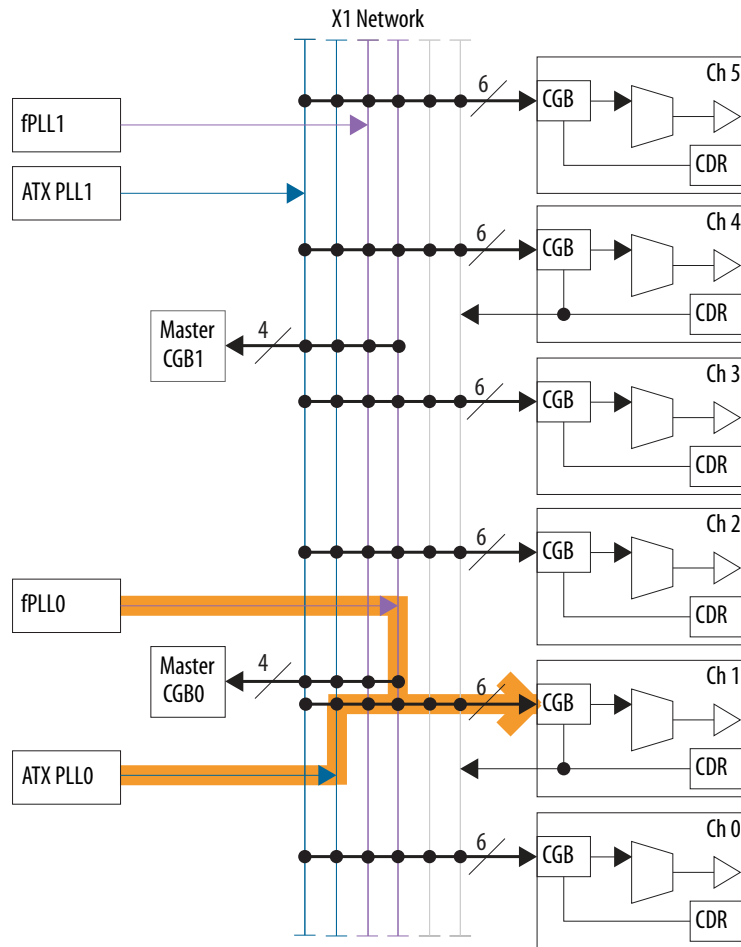 X1 Network
Ch 5
6
CGB
fPLL1
CDR
ATX PLL1
Ch 4
6
CGB
4
Master
CGB1
CDR
Ch 3
6
CGB
CDR
Ch 2
6
CGB
fPLL0
CDR
4
Master
CGB0
Ch 1
6
CGB
ATX PLL0
CDR
Ch 0
6
CGB
CDR